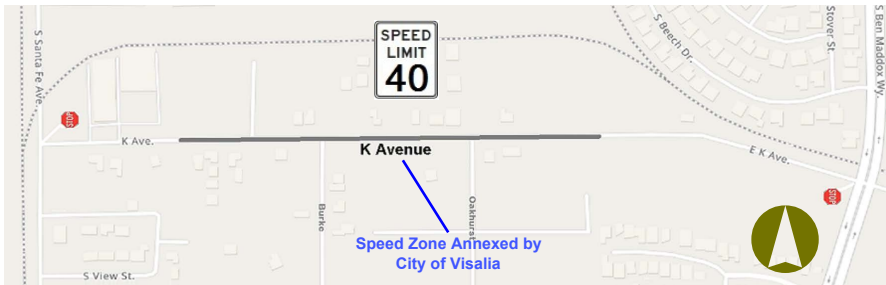 SPEED
LIMIT
40
S Santa Fe Ave.
STOP
K Ave.
K Avenue
S Beech Dr.
Stover St.
S Ben Maddox Wy.
E K Ave.
STOP
Burke
Oakhurst
Speed Zone Annexed by
City of Visalia
S View St.